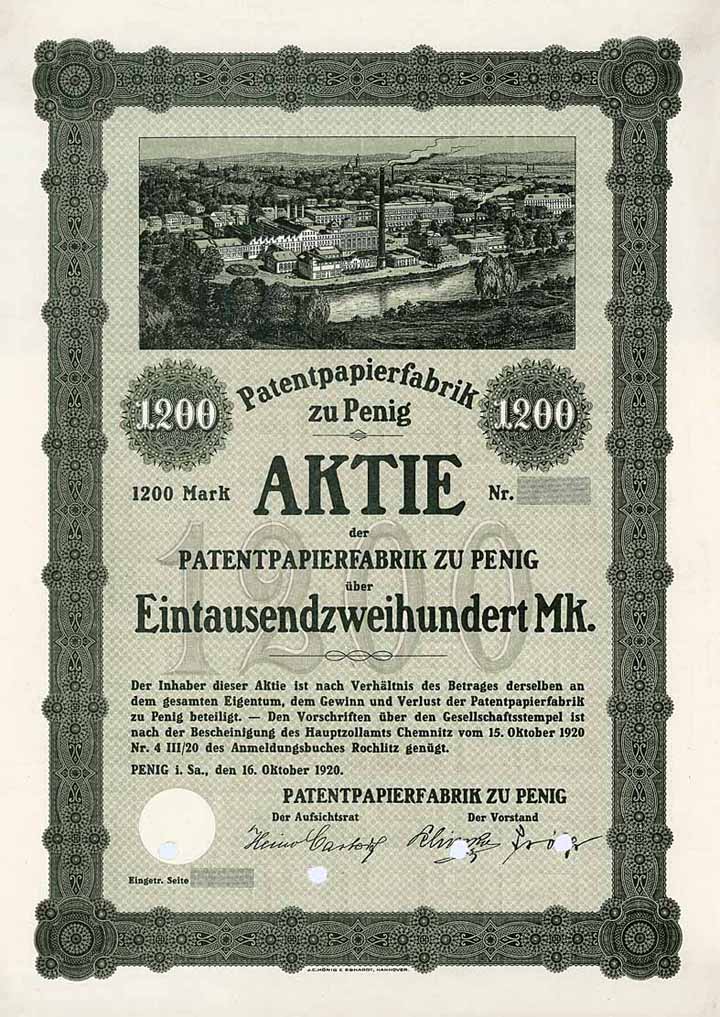 Patentpapierfabrik
zu Penig
1200
1200
1200 Mark
AKTIE
Nr.
der
PATENTPAPIERFABRIK ZU PENIG
über
1200
Eintausendzweihundert Mk.
Der Inhaber dieser Aktie ist nach Verhältnis des Betrages derselben an
dem gesamten Eigentum, dem Gewinn und Verlust der Patentpapierfabrik
zu Penig beteiligt. — Den Vorschriften über den Gesellschaftsstempel ist
nach der Bescheinigung des Hauptzollamts Chemnitz vom 15. Oktober 1920
Nr. 4 III/20 des Anmeldungsbuches Rochlitz genügt.
PENIG i. Sa., den 16. Oktober 1920.
PATENTPAPIERFABRIK ZU PENIG
Der Aufsichtsrat
Der Vorstand
Eingetr. Seite
J.C.KÖNIG & EBHARDT, HANNOVER.